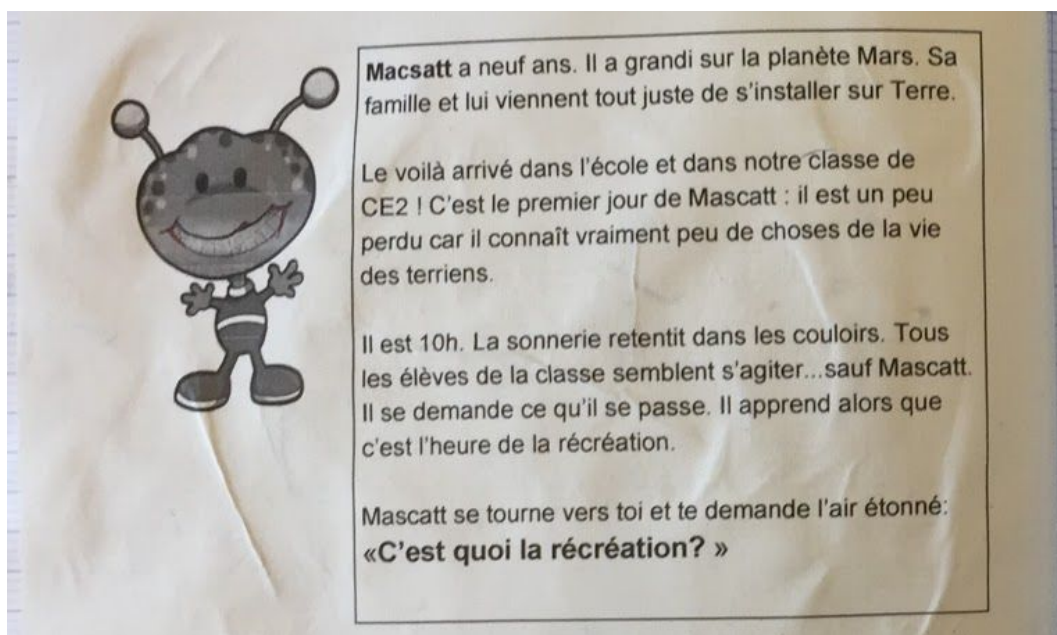 Macsatt a neuf ans. Il a grandi sur la planète Mars. Sa
famille et lui viennent tout juste de s'installer sur Terre.
Le voilà arrivé dans l'école et dans notre classe de
CE2 ! C'est le premier jour de Mascatt : il est un peu
perdu car il connaît vraiment peu de choses de la vie
des terriens.
Il est 10h. La sonnerie retentit dans les couloirs. Tous
les élèves de la classe semblent s'agiter...sauf Mascatt.
Il se demande ce qu'il se passe. Il apprend alors que
c'est l'heure de la récréation.
Mascatt se tourne vers toi et te demande l'air étonné:
«C'est quoi la récréation? »